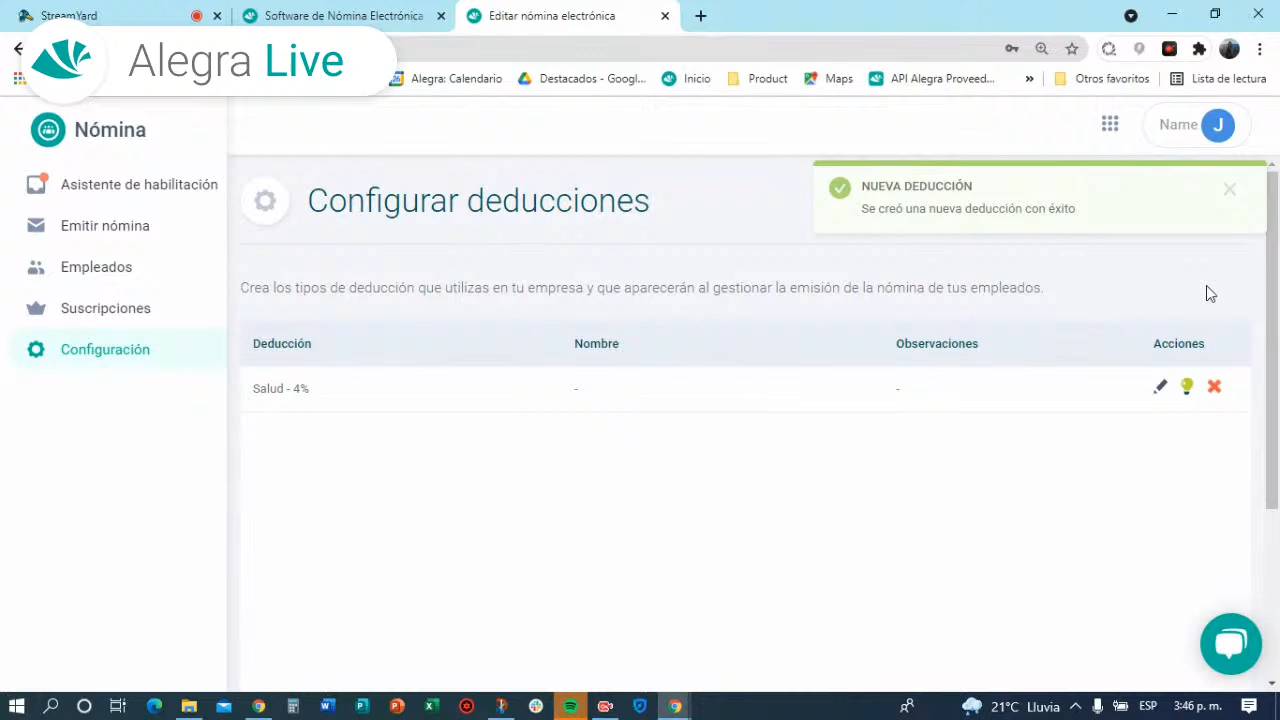 StreamYard
Software de Nómina Electrónica
Editar nómina electrónica
Alegra Live
Alegra: Calendario
Destacados - Googl...
Inicio
Product
Maps
API Alegra Proveed...
»
Otros favoritos
Lista de lectura
Nómina
Name J
Asistente de habilitación
Emitir nómina
Empleados
Suscripciones
Configuración
Configurar deducciones
NUEVA DEDUCCIÓN
Se creó una nueva deducción con éxito
Crea los tipos de deducción que utilizas en tu empresa y que aparecerán al gestionar la emisión de la nómina de tus empleados.
Deducción Nombre Observaciones Acciones
Salud - 4% - -
21°C Lluvia ESP 3:46 p. m.